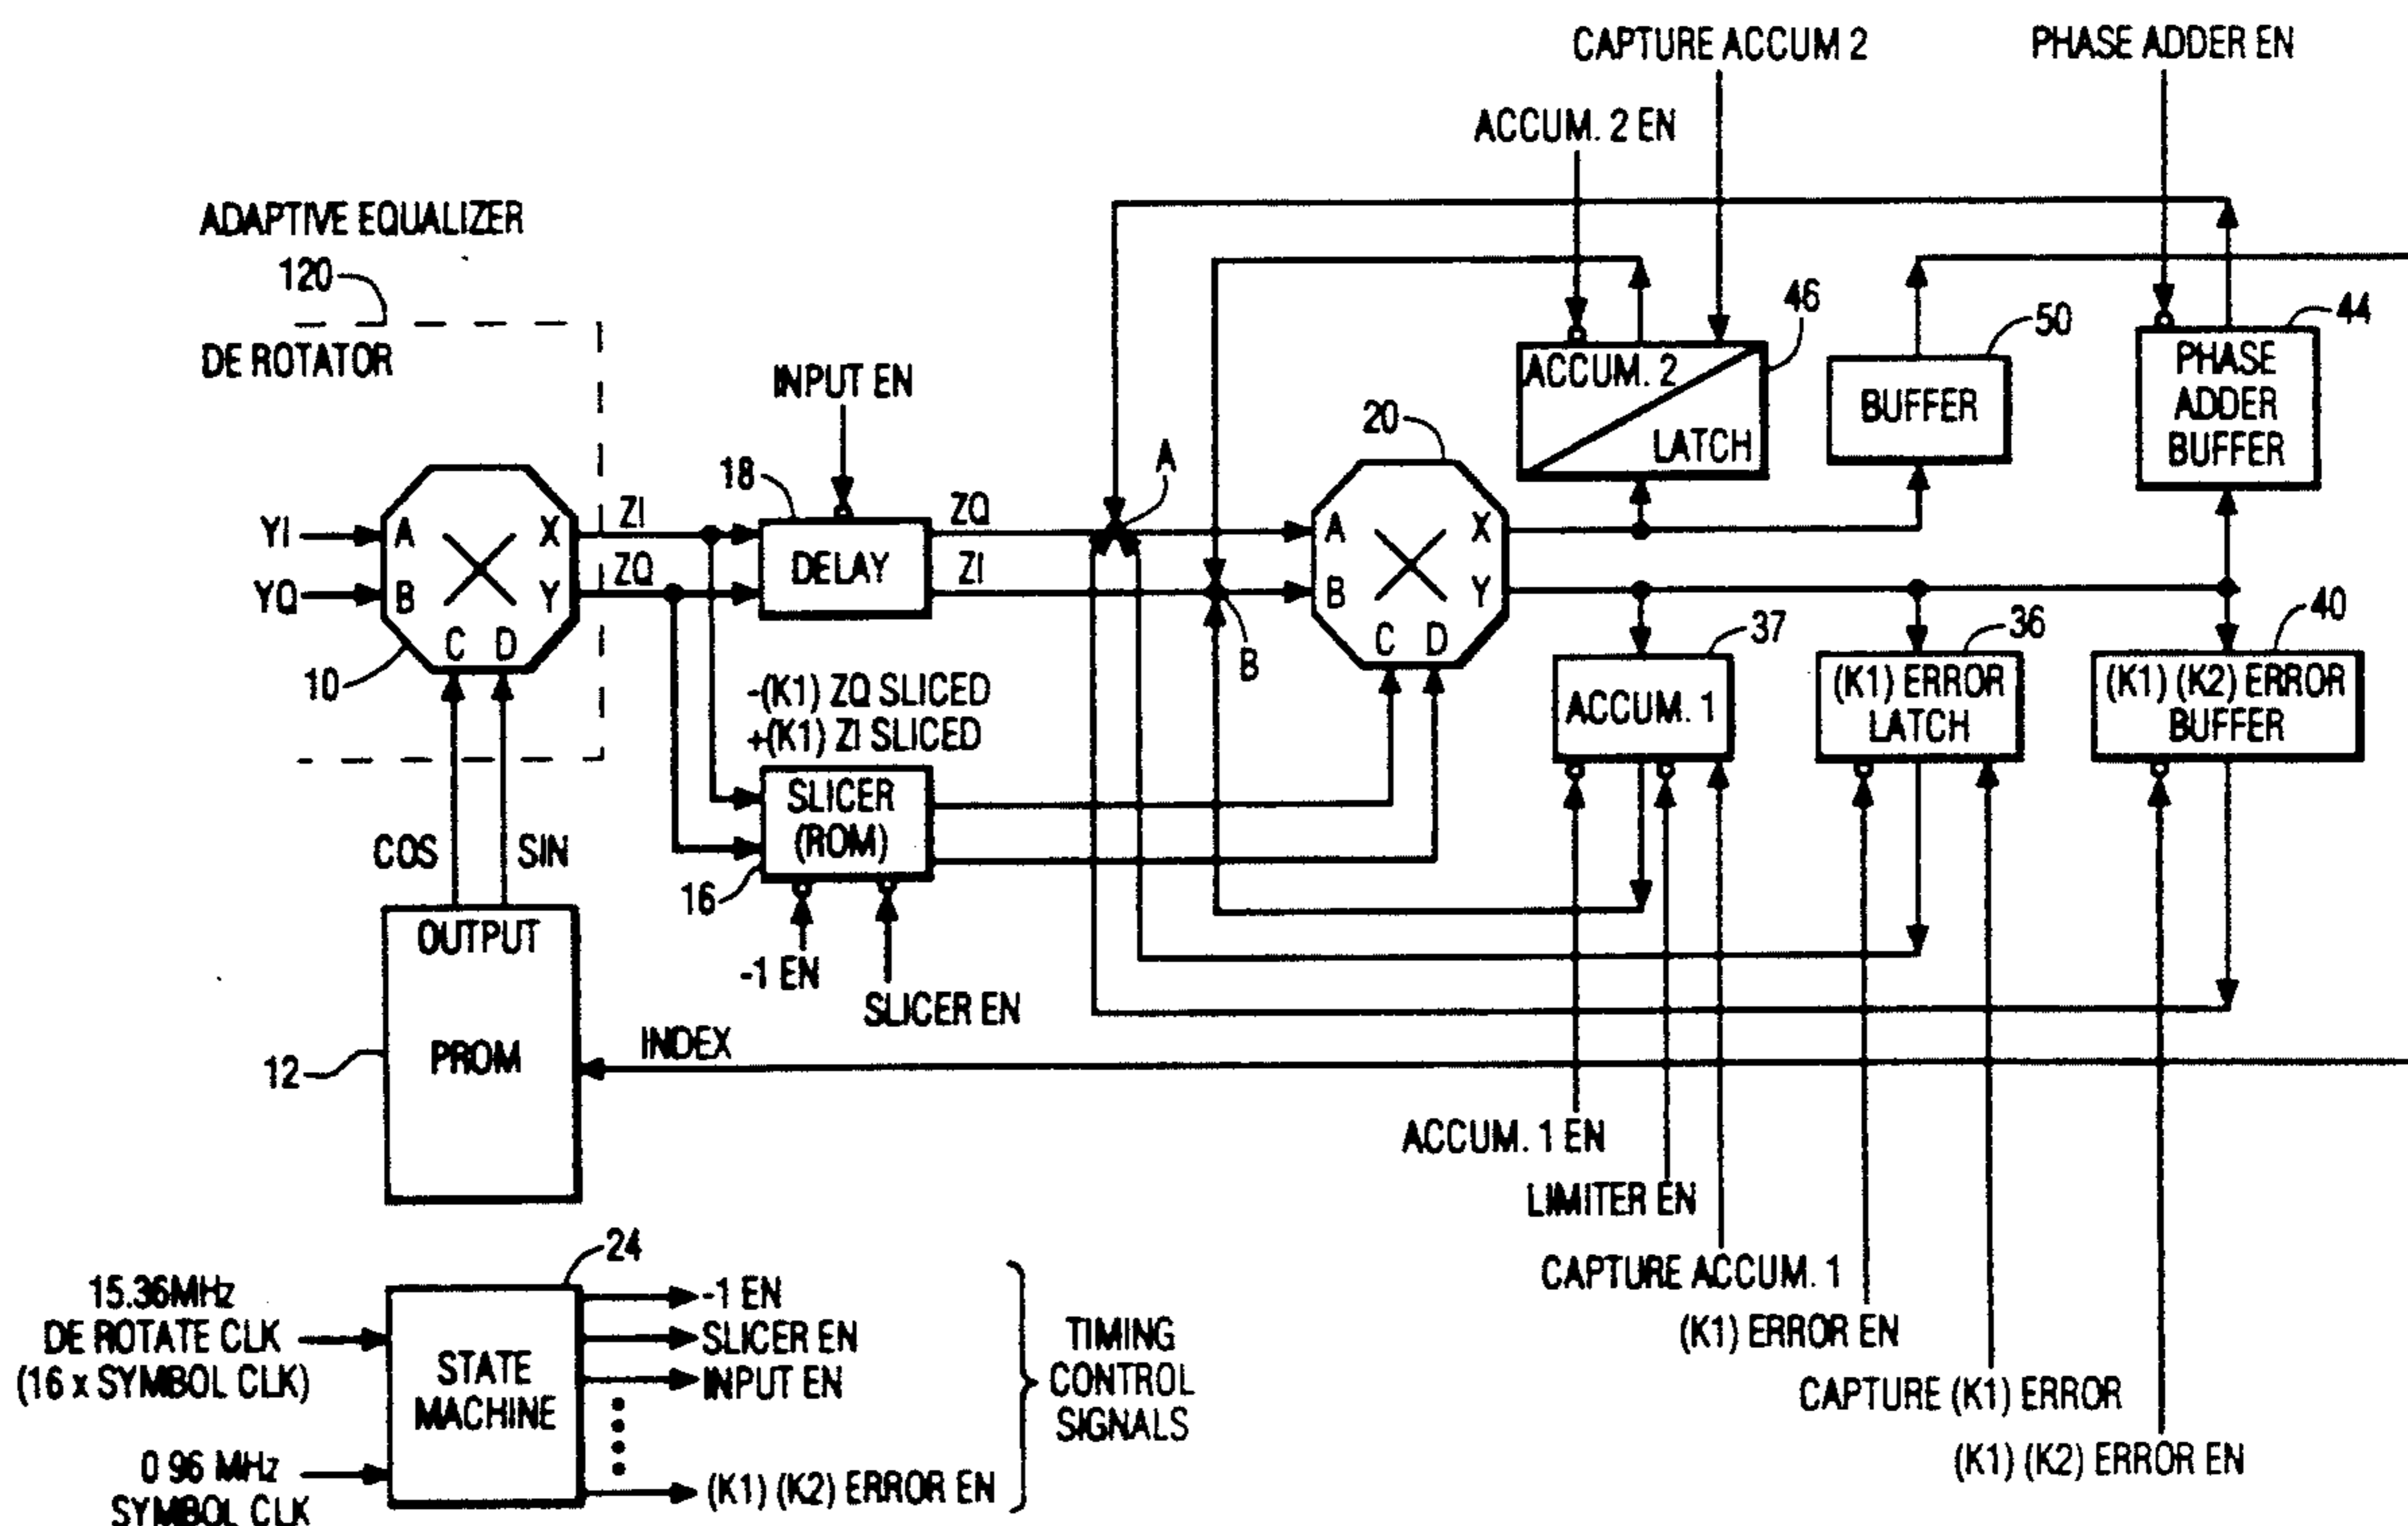 CAPTURE ACCUM 2
PHASE ADDER EN
ACCUM. 2 EN
ADAPTIVE EQUALIZER
120
DE ROTATOR
INPUT EN
46
50
44
ACCUM. 2
LATCH
BUFFER
PHASE
ADDER
BUFFER
20
A
18
YI
YQ
A
B
X
Y
C D
10
ZI
ZQ
DELAY
ZQ
ZI
B
A
B
X
Y
C D
37
36
40
ACCUM. 1
(K1) ERROR
LATCH
(K1) (K2) ERROR
BUFFER
-(K1) ZQ SLICED
+(K1) ZI SLICED
SLICER
(ROM)
16
COS
SIN
-1 EN
SLICER EN
OUTPUT
PROM
12
INDEX
ACCUM. 1 EN
LIMITER EN
CAPTURE ACCUM. 1
(K1) ERROR EN
CAPTURE (K1) ERROR
(K1) (K2) ERROR EN
24
15.36MHz
DE ROTATE CLK
(16 x SYMBOL CLK)
0 96 MHz
SYMBOL CLK
STATE
MACHINE
-1 EN
SLICER EN
INPUT EN
(K1) (K2) ERROR EN
TIMING
CONTROL
SIGNALS